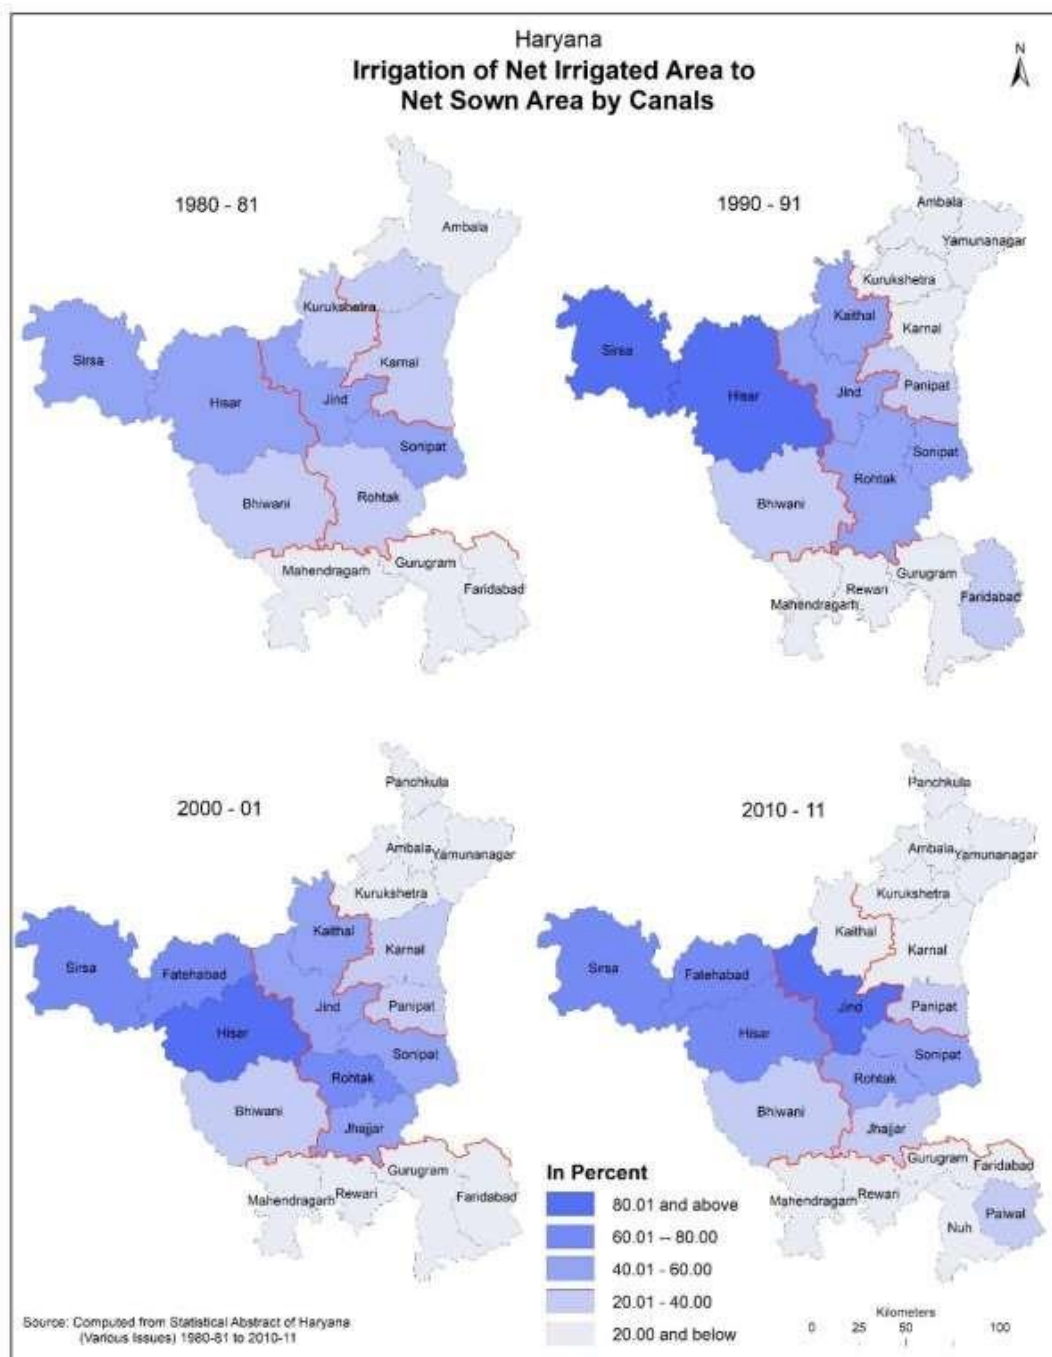 Haryana
Irrigation of Net Irrigated Area to
Net Sown Area by Canals
N
1980 - 81
Ambala
Kurukshetra
Sirsa
Karnal
Hisar
Jind
Sonipat
Bhiwani
Rohtak
Mahendragarh
Gurugram
Faridabad
1990 - 91
Ambala
Yamunanagar
Kurukshetra
Kaithal
Karnal
Sirsa
Panipat
Hisar
Jind
Sonipat
Rohtak
Bhiwani
Gurugram
Rewari
Faridabad
Mahendragarh
2000 - 01
Panchkula
Ambala
Yamunanagar
Kurukshetra
Kaithal
Karnal
Sirsa
Fatehabad
Panipat
Jind
Hisar
Sonipat
Rohtak
Bhiwani
Jhajjar
Gurugram
Rewari
Mahendragarh
Faridabad
2010 - 11
Panchkula
Ambala
Yamunanagar
Kurukshetra
Kaithal
Karnal
Sirsa
Fatehabad
Jind
Panipat
Hisar
Sonipat
Rohtak
Bhiwani
Jhajjar
Gurugram
Faridabad
Rewari
Mahendragarh
Palwal
Nuh
In Percent
80.01 and above
60.01 -- 80.00
40.01 - 60.00
20.01 - 40.00
20.00 and below
Source: Computed from Statistical Abstract of Haryana
(Various Issues) 1980-81 to 2010-11
Kilometers
0 25 50 100